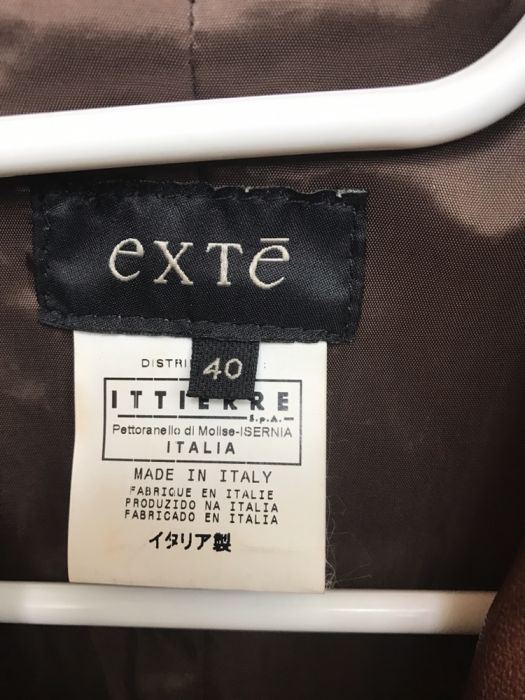 exTē
DISTRI
40
ITTIERRE
S.p.A.
Pettoranello di Molise-ISERNIA
ITALIA
MADE IN ITALY
FABRIQUE EN ITALIE
PRODUZIDO NA ITALIA
FABRICADO EN ITALIA
イタリア製